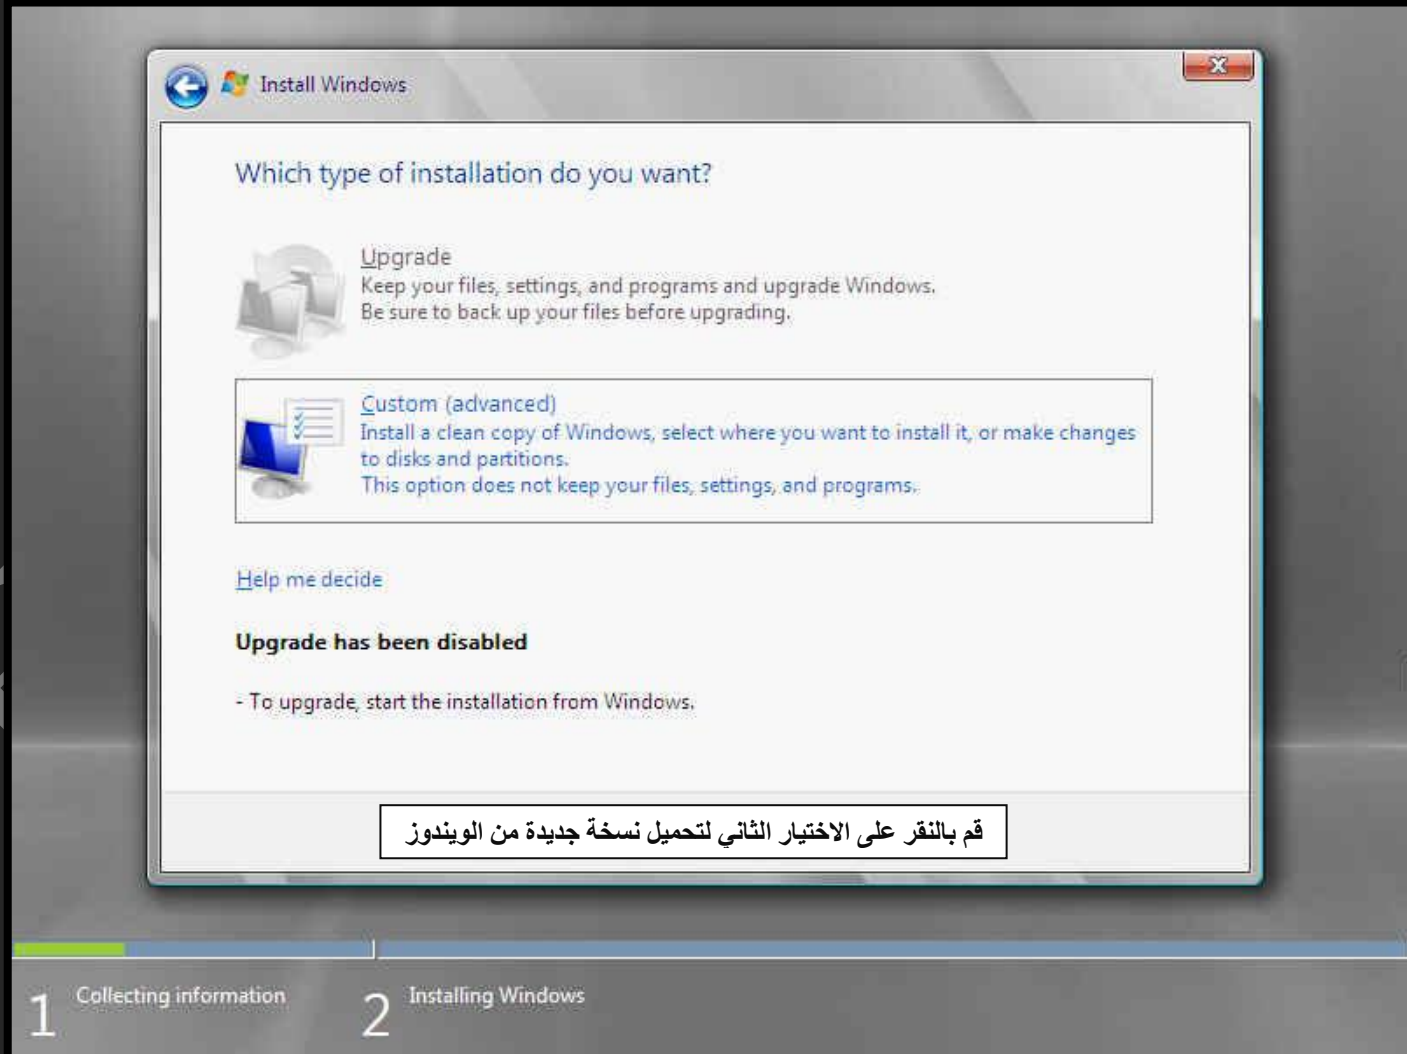 Install Windows
Which type of installation do you want?
Upgrade
Keep your files, settings, and programs and upgrade Windows.
Be sure to back up your files before upgrading.
Custom (advanced)
Install a clean copy of Windows, select where you want to install it, or make changes
to disks and partitions.
This option does not keep your files, settings, and programs.
Help me decide
Upgrade has been disabled
- To upgrade, start the installation from Windows.
قم بالنقر على الاختيار الثاني لتحميل نسخة جديدة من الويندوز
1 Collecting information
2 Installing Windows